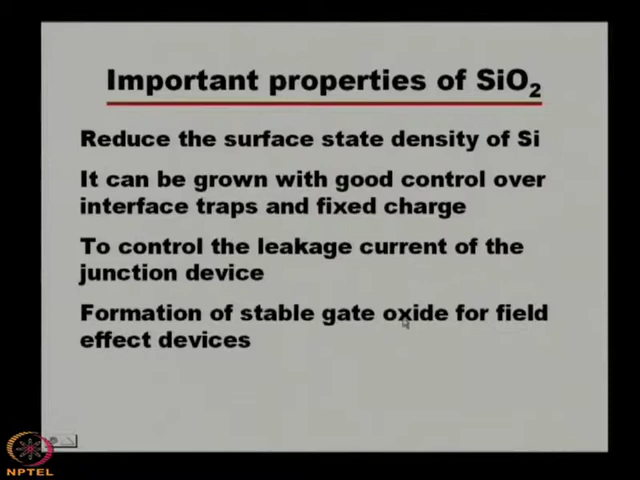 Important properties of SiO₂
Reduce the surface state density of Si
It can be grown with good control over
interface traps and fixed charge
To control the leakage current of the
junction device
Formation of stable gate oxide for field
effect devices
NPTEL